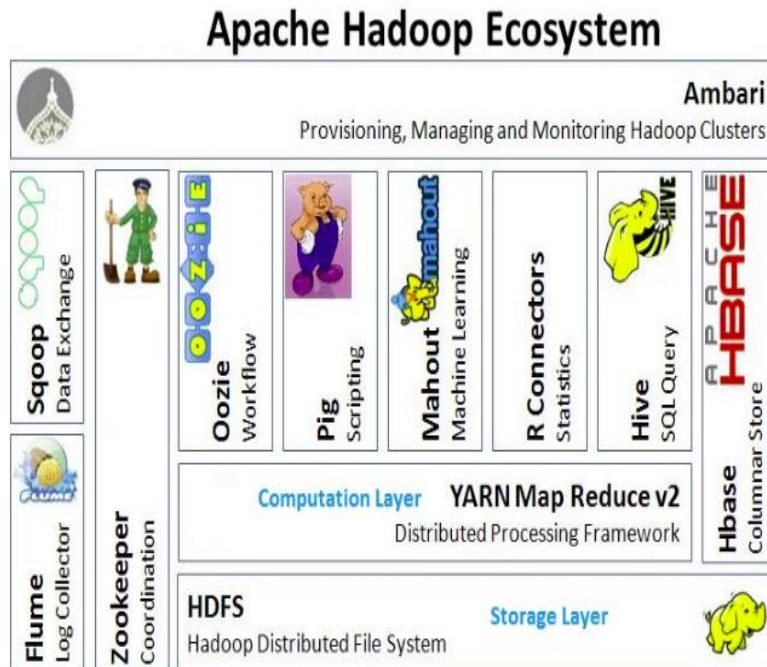 Apache Hadoop Ecosystem
Ambari
Provisioning, Managing and Monitoring Hadoop Clusters
sqoop
Sqoop
Data Exchange
FLUME
Flume
Log Collector
Zookeeper
Coordination
OOZiE
Oozie
Workflow
Pig
Scripting
mahout
Mahout
Machine Learning
R Connectors
Statistics
HIVE
Hive
SQL Query
APACHE
HBASE
Hbase
Columnar Store
Computation Layer YARN Map Reduce v2
Distributed Processing Framework
HDFS
Hadoop Distributed File System
Storage Layer